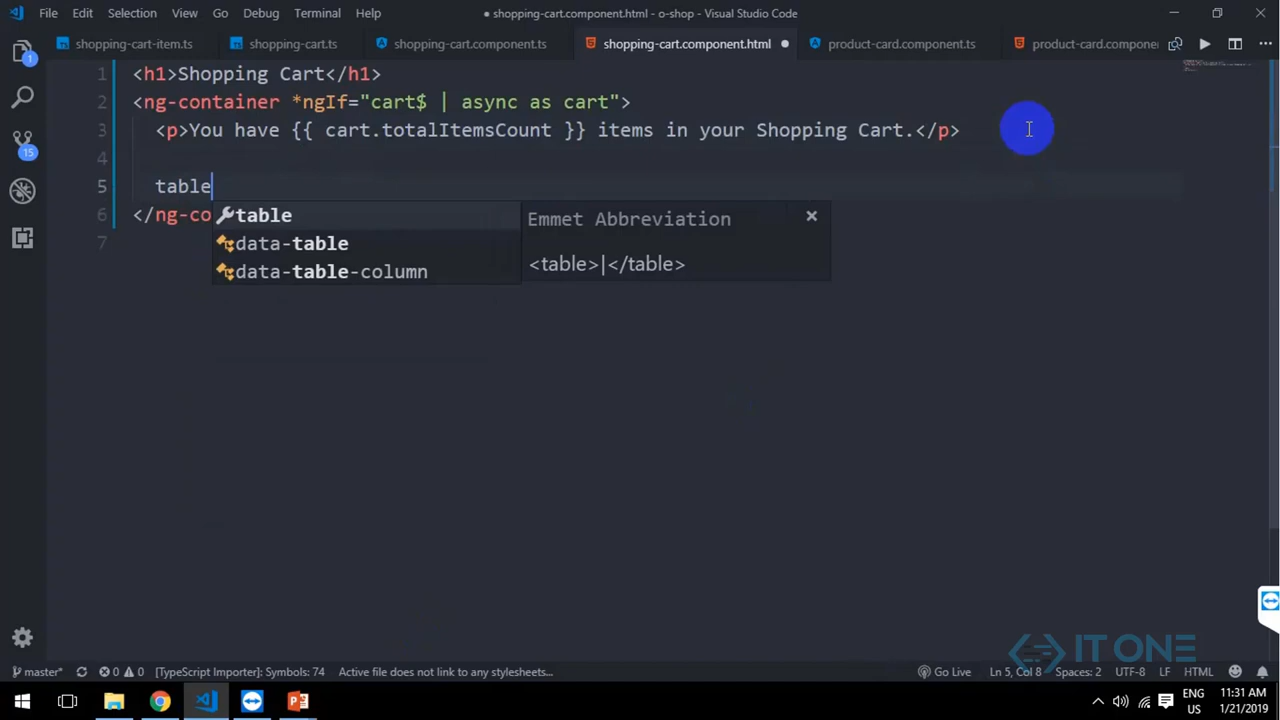 File Edit Selection View Go Debug Terminal Help ● shopping-cart.component.html - o-shop - Visual Studio Code
shopping-cart-item.ts shopping-cart.ts shopping-cart.component.ts shopping-cart.component.html ● product-card.component.ts product-card.compone
1 <h1>Shopping Cart</h1>
2 <ng-container *ngIf="cart$ | async as cart">
3 <p>You have {{ cart.totalItemsCount }} items in your Shopping Cart.</p>
4
5 table
6 </ng-co
7
table
data-table
data-table-column
Emmet Abbreviation
<table>|</table>
1
15
IT ONE
master* 0 0 [TypeScript Importer]: Symbols: 74 Active file does not link to any stylesheets... Go Live Ln 5, Col 8 Spaces: 2 UTF-8 LF HTML
ENG
US
11:31 AM
1/21/2019